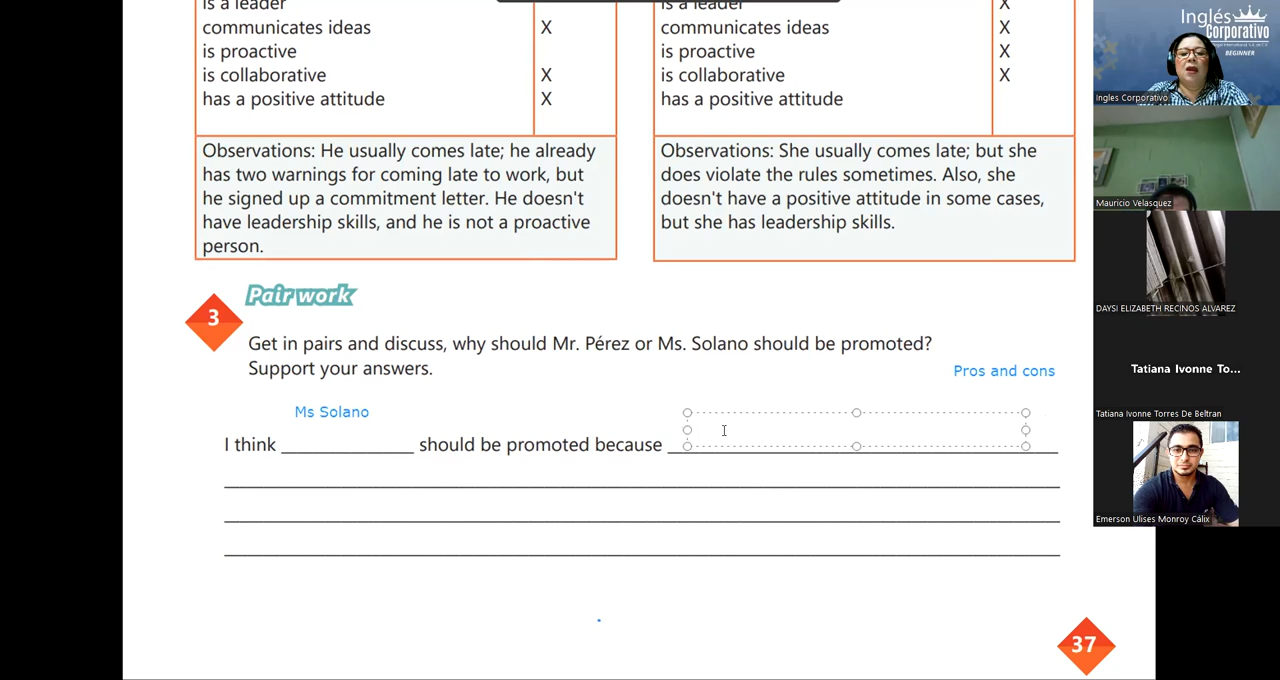 is a leader
communicates ideas X
is proactive
is collaborative X
has a positive attitude X
is a leader X
communicates ideas X
is proactive X
is collaborative X
has a positive attitude
Observations: He usually comes late; he already
has two warnings for coming late to work, but
he signed up a commitment letter. He doesn't
have leadership skills, and he is not a proactive
person.
Observations: She usually comes late; but she
does violate the rules sometimes. Also, she
doesn't have a positive attitude in some cases,
but she has leadership skills.
3
Pair work
Get in pairs and discuss, why should Mr. Pérez or Ms. Solano should be promoted?
Support your answers.
Pros and cons
Ms Solano
I think ______________ should be promoted because ______________
37
Inglés
Corporativo
BEGINNER
Ingles Corporativo
Mauricio Velasquez
DAYSI ELIZABETH RECINOS ALVAREZ
Tatiana Ivonne To...
Tatiana Ivonne Torres De Beltran
Emerson Ulises Monroy Cálix